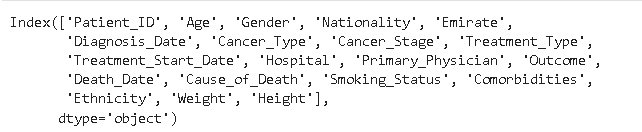 Index(['Patient_ID', 'Age', 'Gender', 'Nationality', 'Emirate',
'Diagnosis_Date', 'Cancer_Type', 'Cancer_Stage', 'Treatment_Type',
'Treatment_Start_Date', 'Hospital', 'Primary_Physician', 'Outcome',
'Death_Date', 'Cause_of_Death', 'Smoking_Status', 'Comorbidities',
'Ethnicity', 'Weight', 'Height'],
dtype='object')